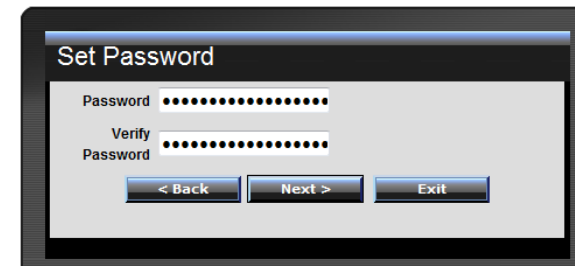 Set Password
Password ••••••••••••••••••
Verify
Password ••••••••••••••••••
< Back Next > Exit